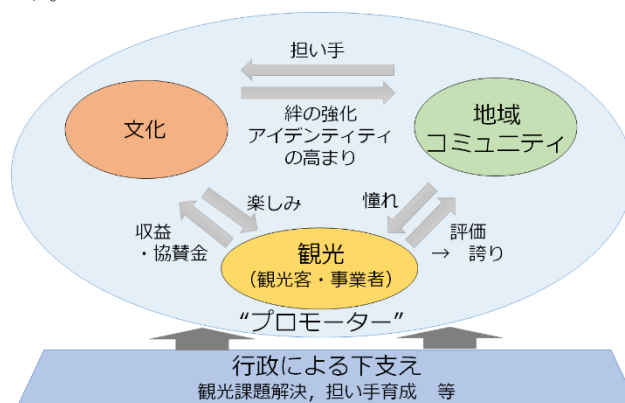 担い手
文化
絆の強化
アイデンティティ
の高まり
地域
コミュニティ
楽しみ
憧れ
収益
・協賛金
評価
→ 誇り
観光
（観光客・事業者）
“プロモーター”
行政による下支え
観光課題解決，担い手育成 等